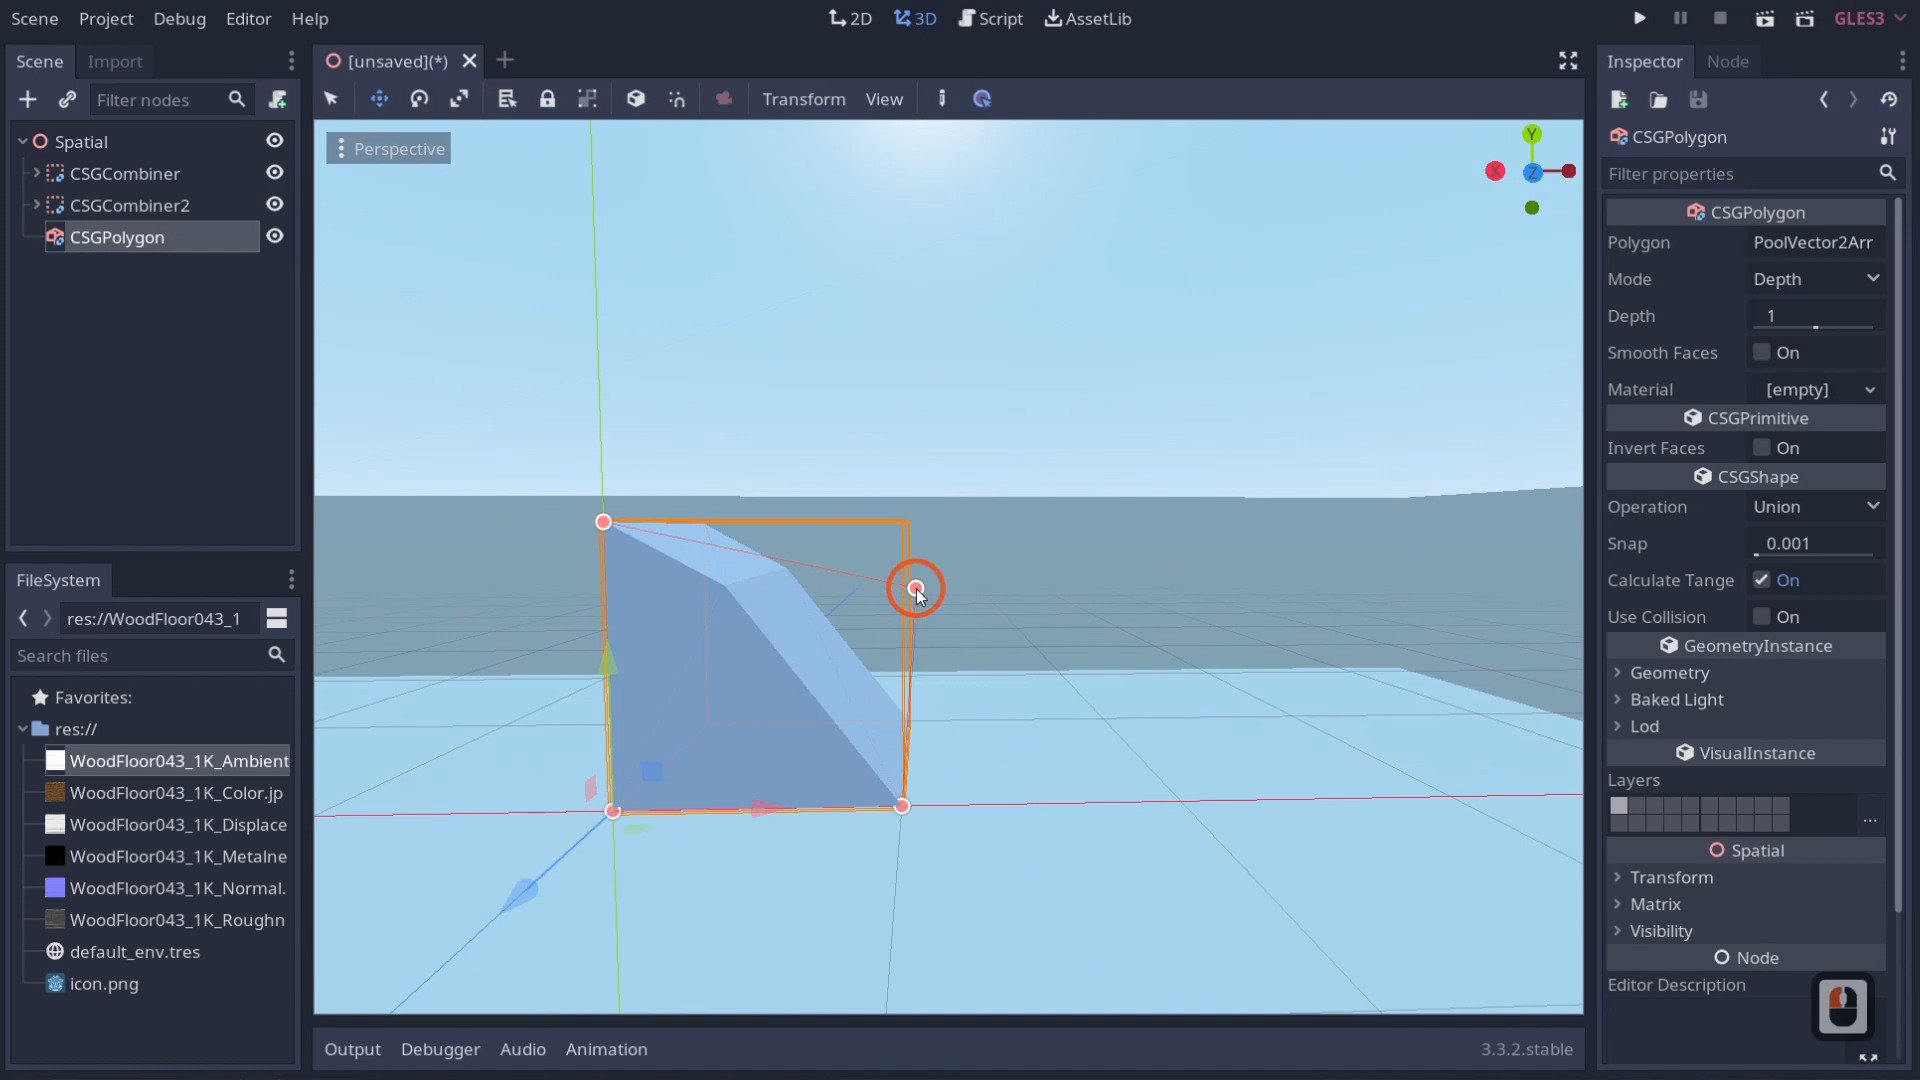 Scene Project Debug Editor Help
2D 3D Script AssetLib
GLES3
Scene Import
[unsaved](*)
Inspector Node
Filter nodes
Transform View
Spatial
CSGCombiner
CSGCombiner2
CSGPolygon
Perspective
Y
X
Z
CSGPolygon
Filter properties
CSGPolygon
Polygon PoolVector2Arr
Mode Depth
Depth 1
Smooth Faces On
Material [empty]
CSGPrimitive
Invert Faces On
CSGShape
Operation Union
Snap 0.001
Calculate Tange On
Use Collision On
GeometryInstance
Geometry
Baked Light
Lod
VisualInstance
Layers
...
Spatial
Transform
Matrix
Visibility
Node
Editor Description
FileSystem
res://WoodFloor043_1
Search files
Favorites:
res://
WoodFloor043_1K_Ambient
WoodFloor043_1K_Color.jp
WoodFloor043_1K_Displace
WoodFloor043_1K_Metalne
WoodFloor043_1K_Normal.
WoodFloor043_1K_Roughn
default_env.tres
icon.png
Output Debugger Audio Animation
3.3.2.stable